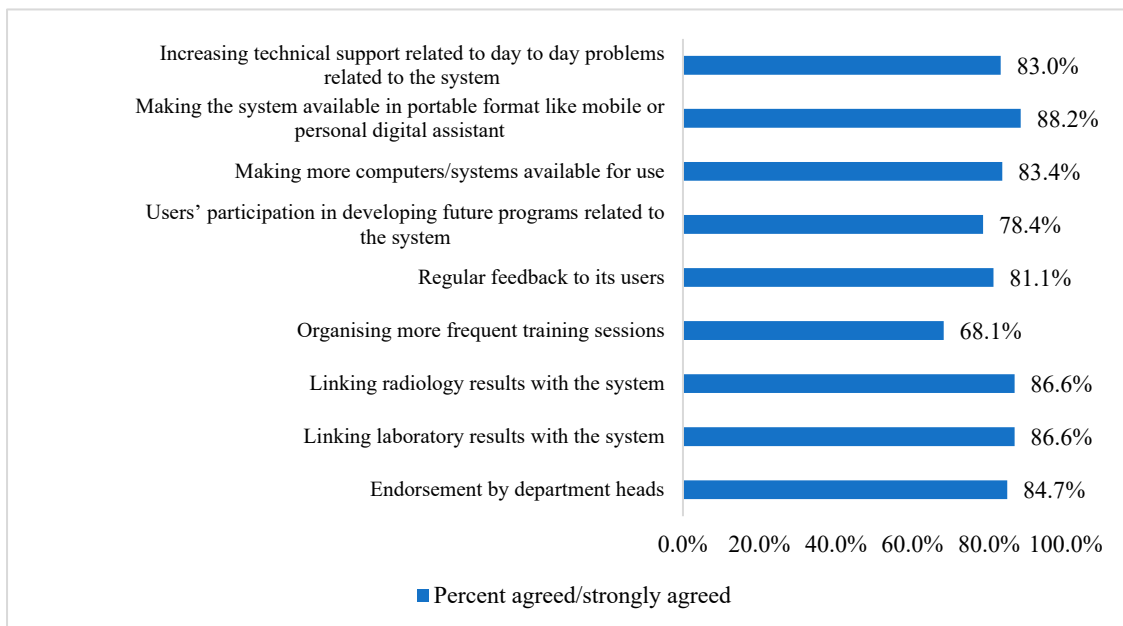 Increasing technical support related to day to day problems
related to the system
83.0%
Making the system available in portable format like mobile or
personal digital assistant
88.2%
Making more computers/systems available for use
83.4%
Users’ participation in developing future programs related to
the system
78.4%
Regular feedback to its users
81.1%
Organising more frequent training sessions
68.1%
Linking radiology results with the system
86.6%
Linking laboratory results with the system
86.6%
Endorsement by department heads
84.7%
0.0% 20.0% 40.0% 60.0% 80.0% 100.0%
Percent agreed/strongly agreed